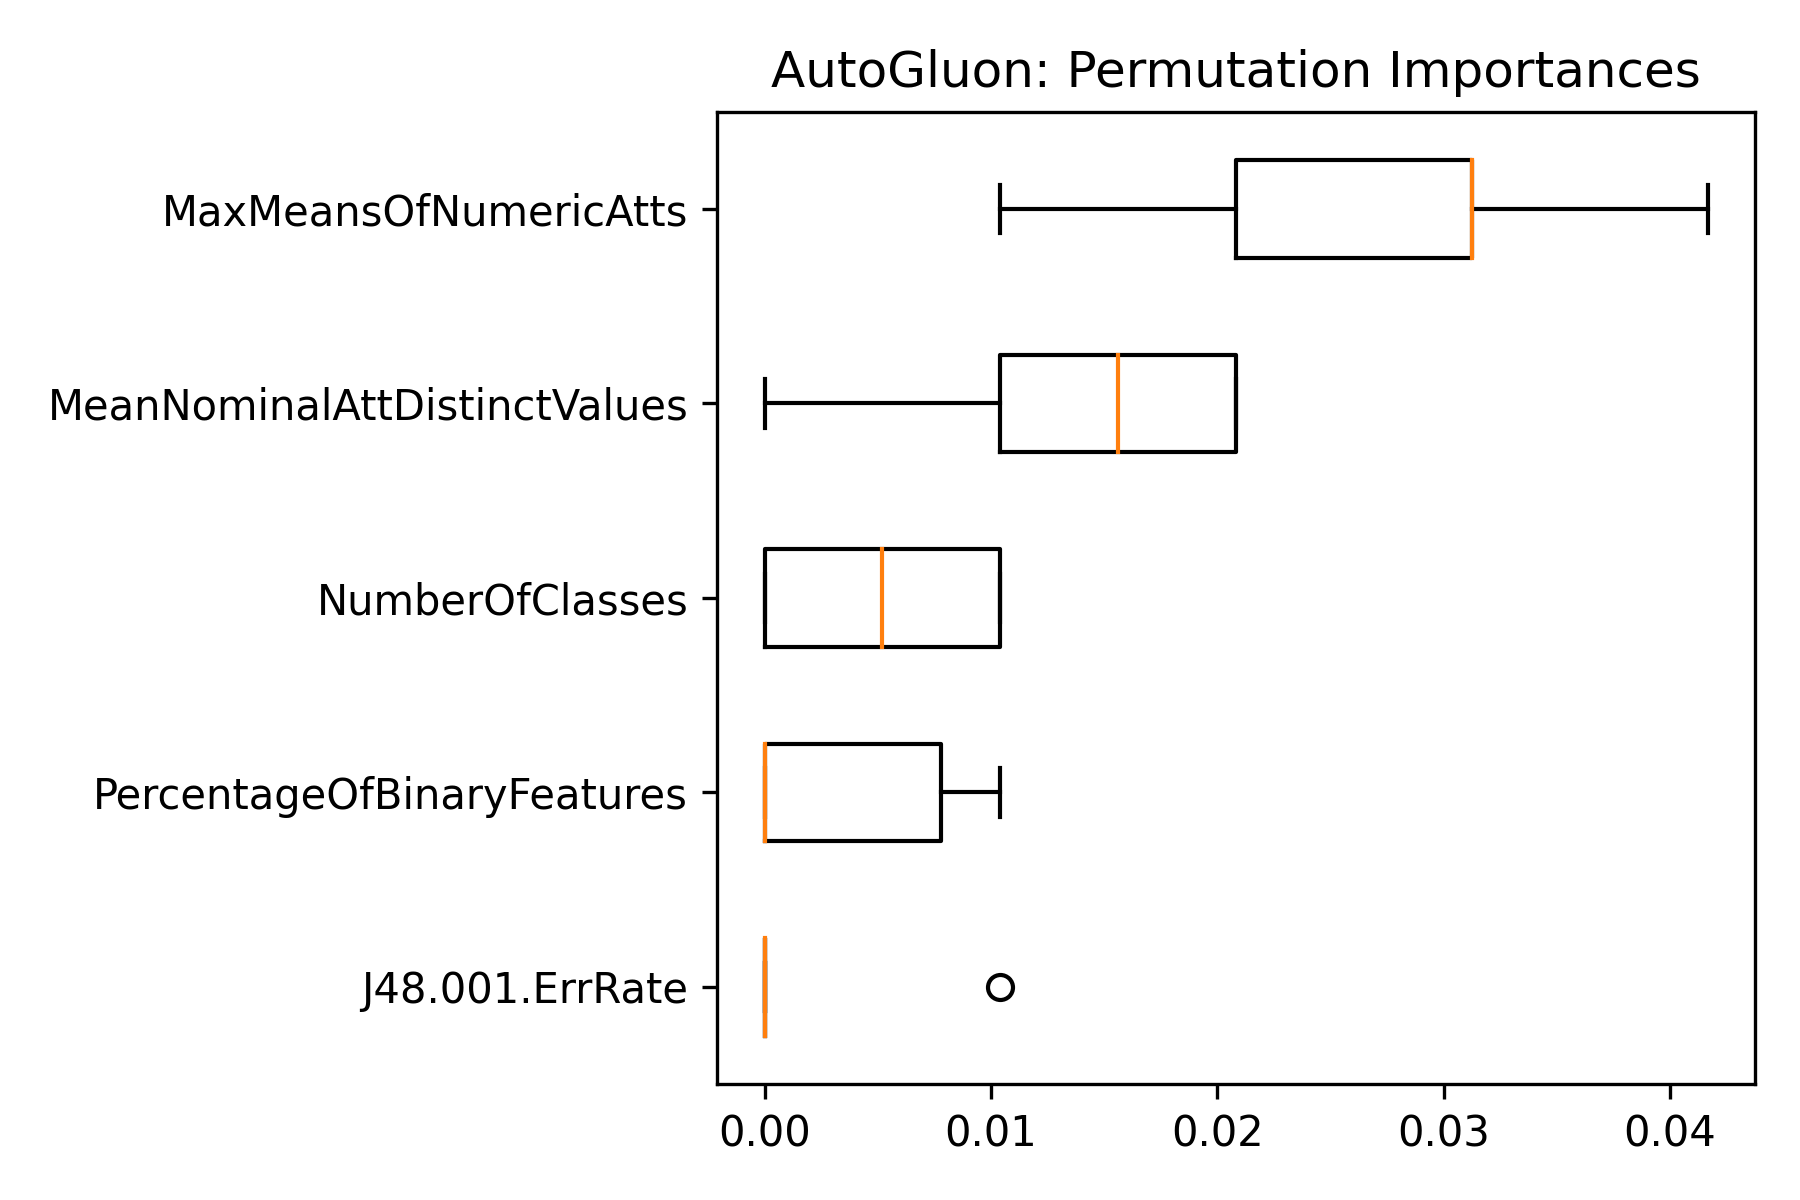 AutoGluon: Permutation Importances
MaxMeansOfNumericAtts
MeanNominalAttDistinctValues
NumberOfClasses
PercentageOfBinaryFeatures
J48.001.ErrRate
0.00 0.01 0.02 0.03 0.04